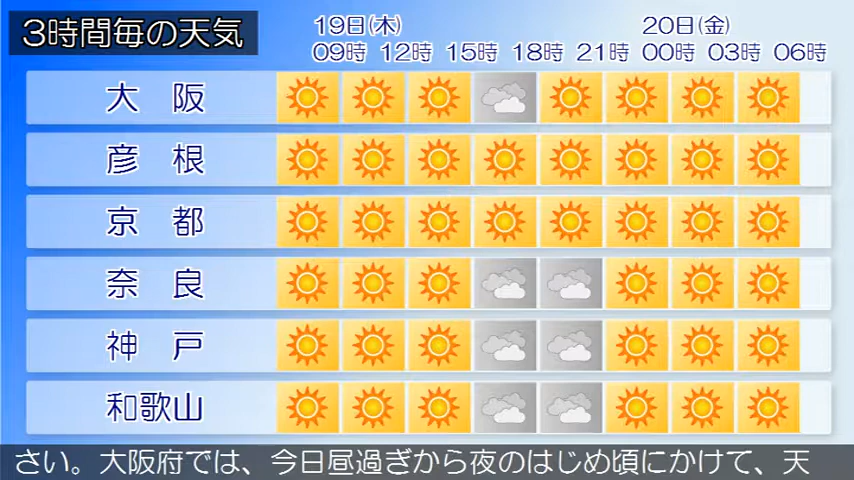 3時間毎の天気
19日(木) 20日(金)
09時 12時 15時 18時 21時 00時 03時 06時
大阪
彦根
京都
奈良
神戸
和歌山
さい。大阪府では、今日昼過ぎから夜のはじめ頃にかけて、天